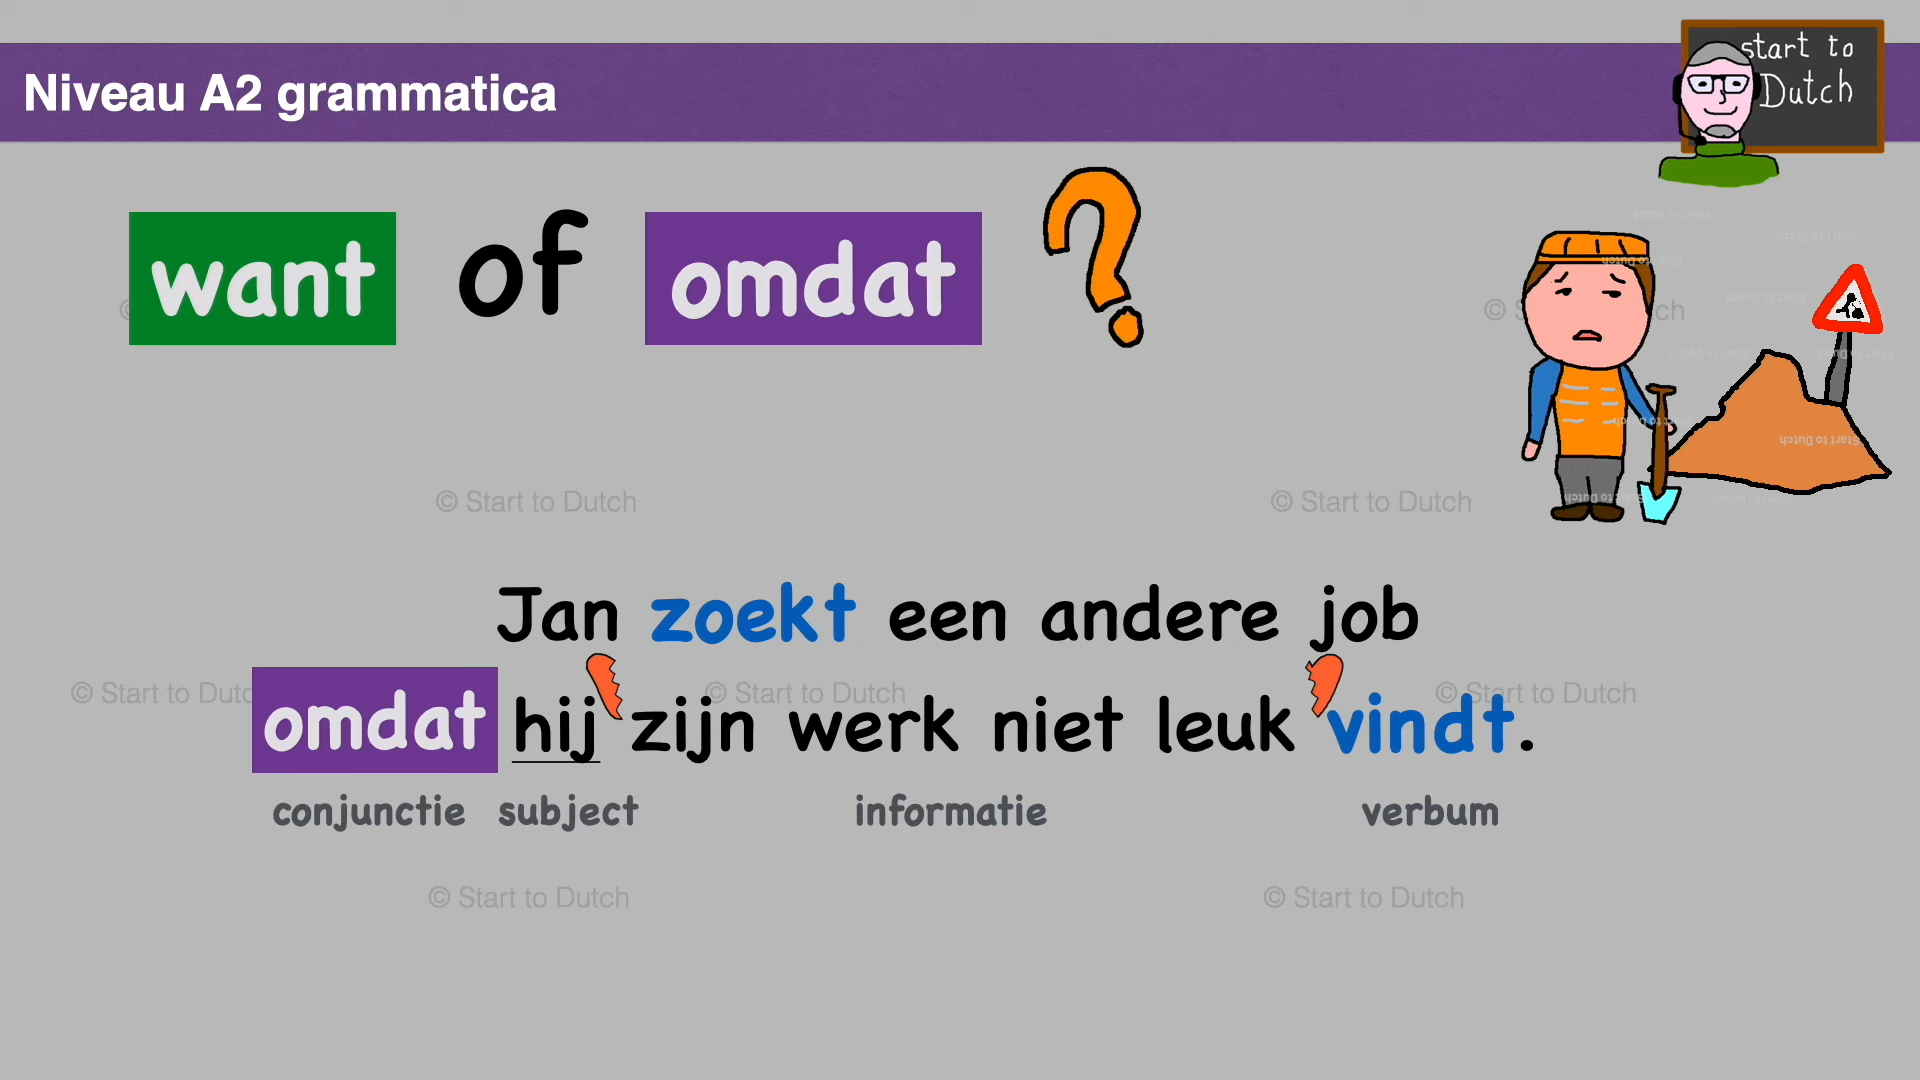 Niveau A2 grammatica
start to
Dutch
want of omdat ?
© Start to Dutch
© Start to Dutch
Jan zoekt een andere job
© Start to Dutch
© Start to Dutch
omdat hij zijn werk niet leuk vindt.
conjunctie subject informatie verbum
© Start to Dutch
© Start to Dutch